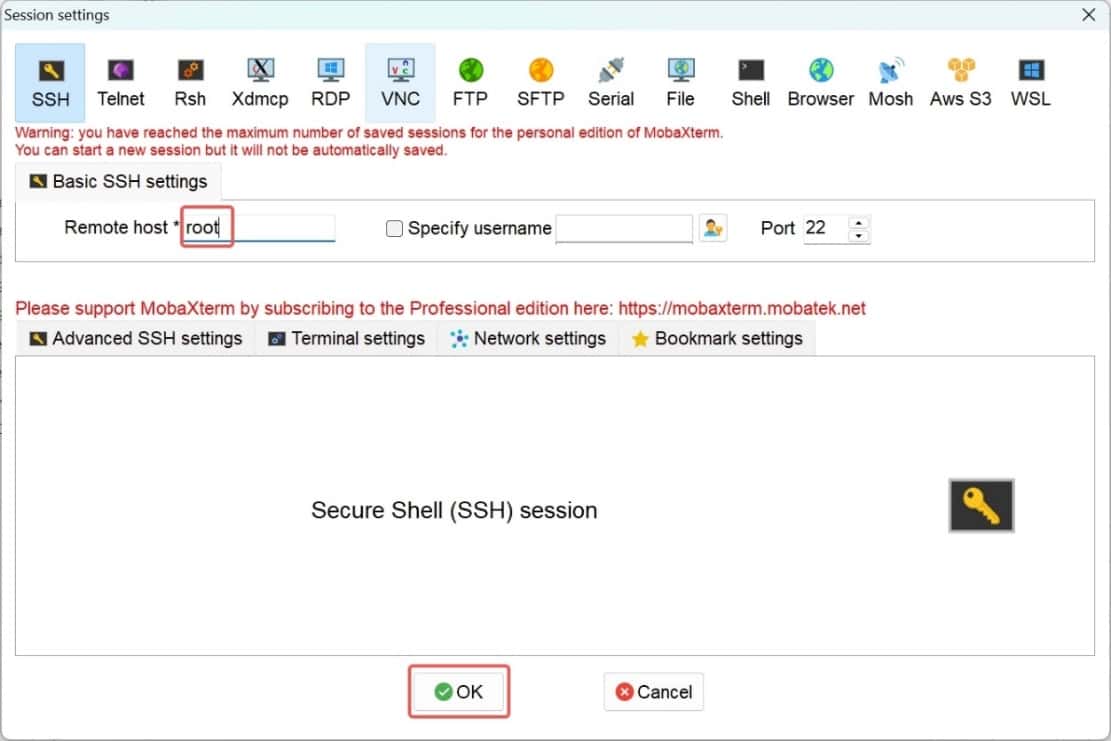 Session settings
SSH Telnet Rsh Xdmcp RDP VNC FTP SFTP Serial File Shell Browser Mosh Aws S3 WSL
Warning: you have reached the maximum number of saved sessions for the personal edition of MobaXterm.
You can start a new session but it will not be automatically saved.
Basic SSH settings
Remote host * root Specify username Port 22
Please support MobaXterm by subscribing to the Professional edition here: https://mobaxterm.mobatek.net
Advanced SSH settings Terminal settings Network settings Bookmark settings
Secure Shell (SSH) session
OK Cancel